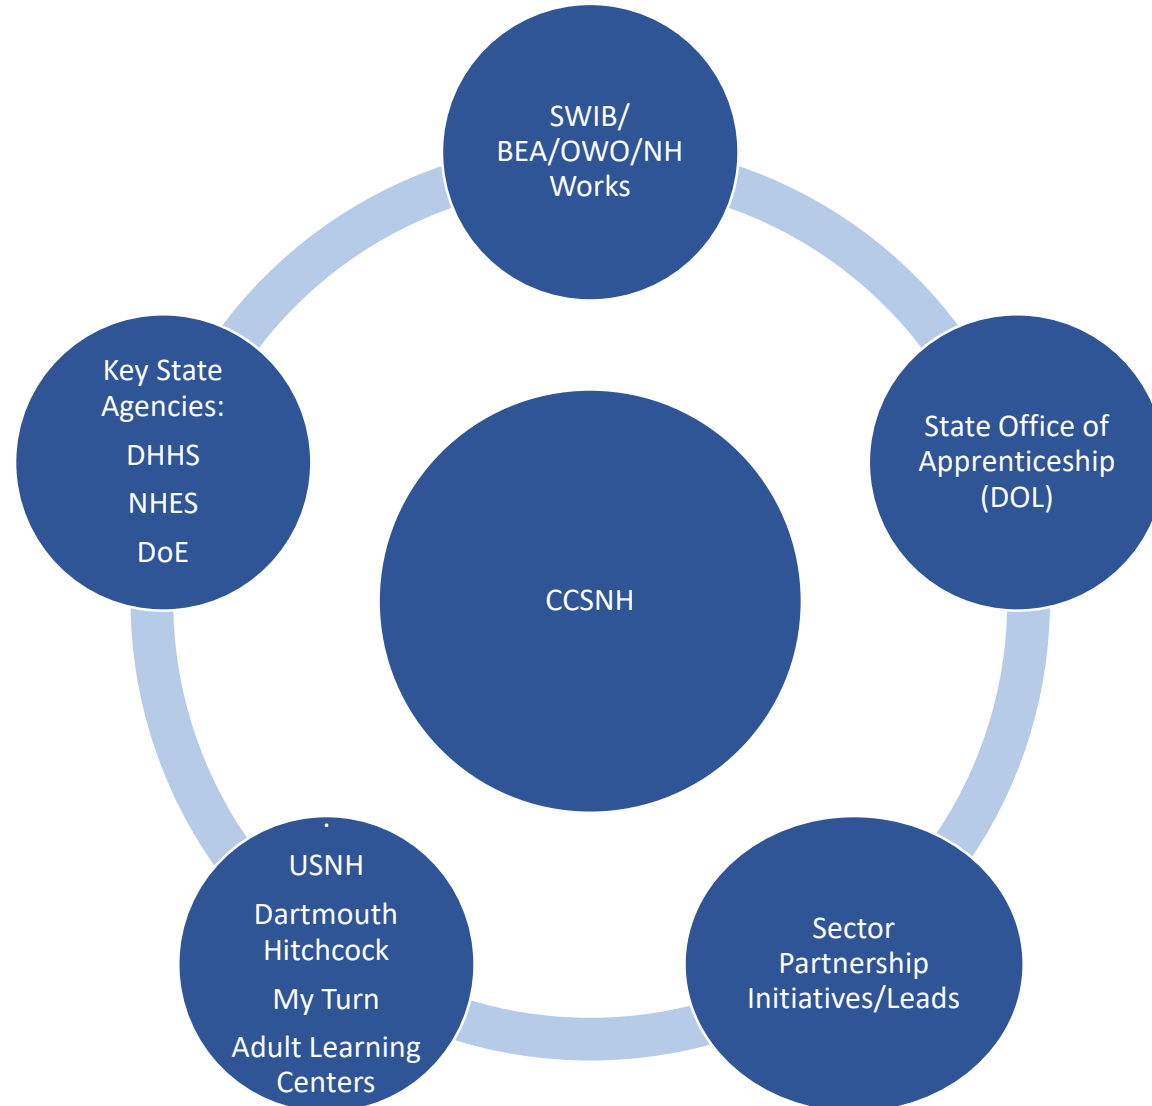 SWIB/
BEA/OWO/NH
Works
Key State
Agencies:
DHHS
NHES
DoE
State Office of
Apprenticeship
(DOL)
CCSNH
.
USNH
Dartmouth
Hitchcock
My Turn
Adult Learning
Centers
Sector
Partnership
Initiatives/Leads